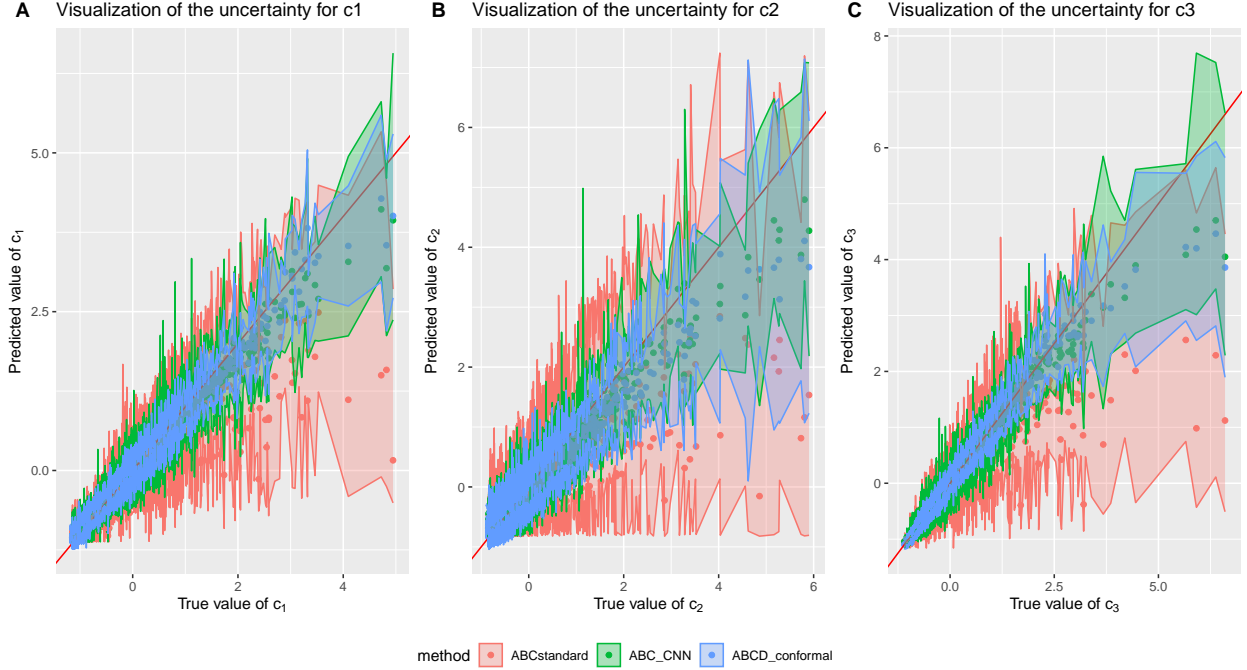 A Visualization of the uncertainty for c1
Predicted value of c₁
5.0
2.5
0.0
0 2 4
True value of c₁
B Visualization of the uncertainty for c2
Predicted value of c₂
6
4
2
0
0 2 4 6
True value of c₂
C Visualization of the uncertainty for c3
Predicted value of c₃
8
6
4
2
0
0.0 2.5 5.0
True value of c₃
method ABCstandard ABC_CNN ABCD_conformal